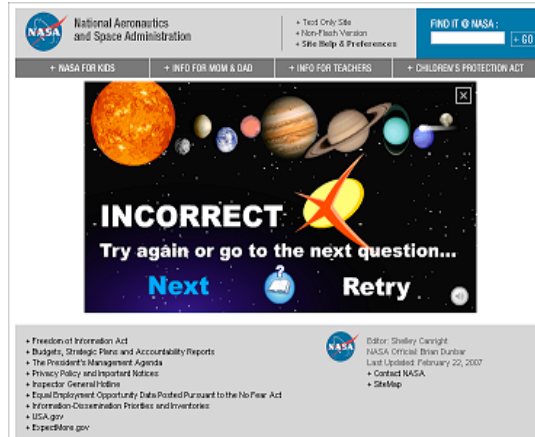 NASA
National Aeronautics
and Space Administration
+ Text Only Site
+ Non-Flash Version
+ Site Help & Preferences
FIND IT @ NASA :
+ GO
+ NASA FOR KIDS
+ INFO FOR MOM & DAD
+ INFO FOR TEACHERS
+ CHILDREN'S PROTECTION ACT
INCORRECT
Try again or go to the next question...
Next
?
Retry
+ Freedom of Information Act
+ Budgets, Strategic Plans and Accountability Reports
+ The President's Management Agenda
+ Privacy Policy and Important Notices
+ Inspector General Hotline
+ Equal Employment Opportunity Data Posted Pursuant to the No Fear Act
+ Information-Dissemination Priorities and Inventories
+ USA.gov
+ ExpectMore.gov
NASA
Editor: Shelley Canright
NASA Official: Brian Dunbar
Last Updated: February 22, 2007
+ Contact NASA
+ SiteMap